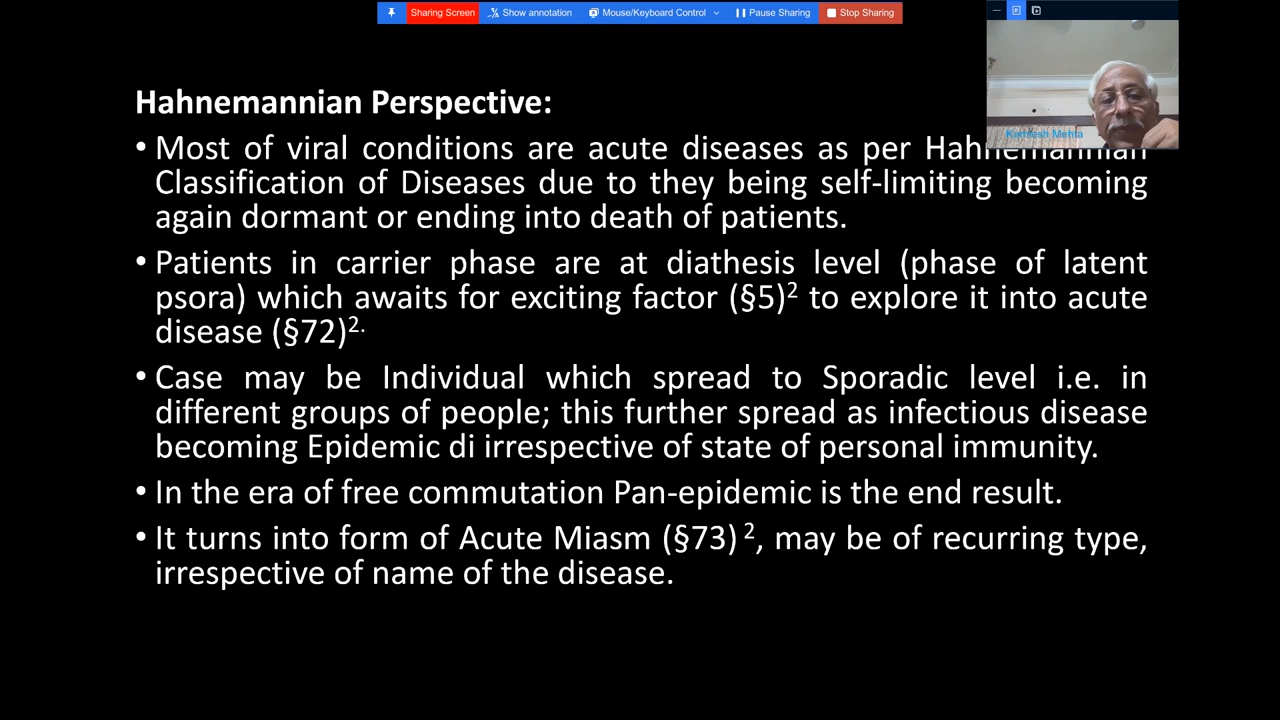 Sharing Screen Show annotation Mouse/Keyboard Control Pause Sharing Stop Sharing
Kamlesh Mehta
Hahnemannian Perspective:
• Most of viral conditions are acute diseases as per Hahnemannian
Classification of Diseases due to they being self-limiting becoming
again dormant or ending into death of patients.
• Patients in carrier phase are at diathesis level (phase of latent
psora) which awaits for exciting factor (§5)² to explore it into acute
disease (§72)²·
• Case may be Individual which spread to Sporadic level i.e. in
different groups of people; this further spread as infectious disease
becoming Epidemic di irrespective of state of personal immunity.
• In the era of free commutation Pan-epidemic is the end result.
• It turns into form of Acute Miasm (§73) ², may be of recurring type,
irrespective of name of the disease.